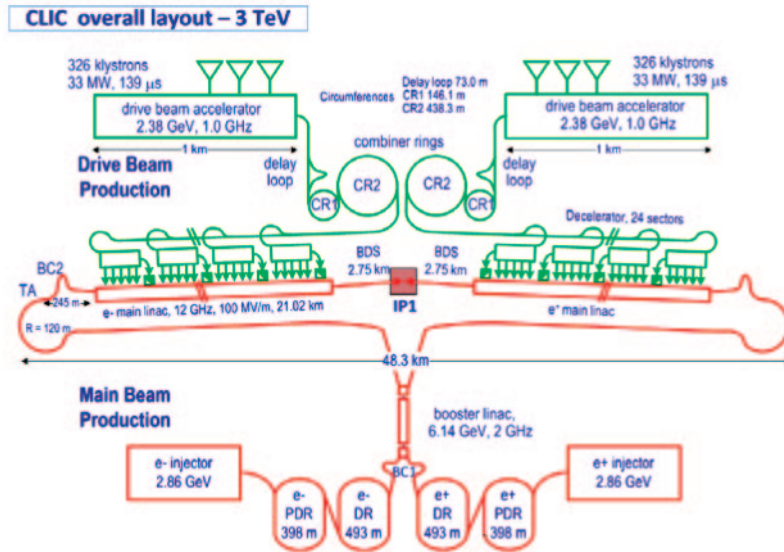 CLIC overall layout – 3 TeV
326 klystrons
33 MW, 139 µs
drive beam accelerator
2.38 GeV, 1.0 GHz
1 km
Drive Beam
Production
delay
loop
Circumferences
Delay loop 73.0 m
CR1 146.1 m
CR2 438.3 m
combiner rings
CR1
CR2
CR2
CR1
326 klystrons
33 MW, 139 µs
drive beam accelerator
2.38 GeV, 1.0 GHz
1 km
delay
loop
Decelerator, 24 sectors
BC2
TA
245 m
R = 120 m
e- main linac, 12 GHz, 100 MV/m, 21.02 km
BDS
2.75 km
BDS
2.75 km
IP1
e+ main linac
48.3 km
Main Beam
Production
booster linac,
6.14 GeV, 2 GHz
BC1
e- injector
2.86 GeV
e-
PDR
398 m
e-
DR
493 m
e+
DR
493 m
e+
PDR
398 m
e+ injector
2.86 GeV